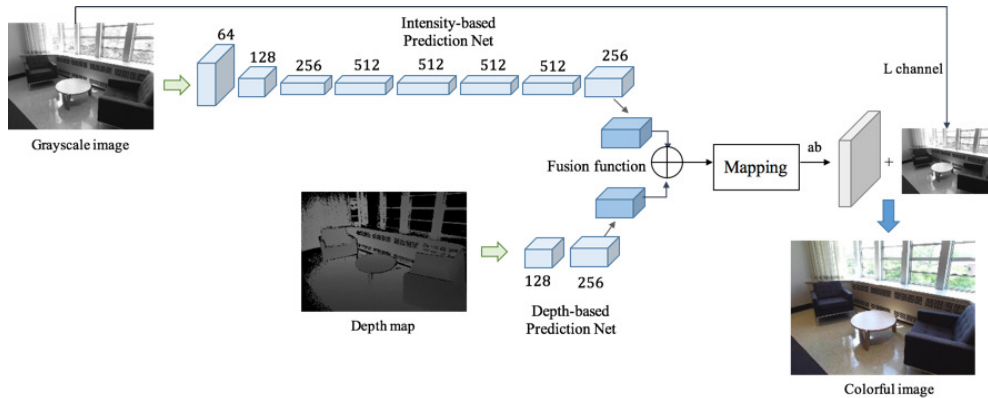 Intensity-based
Prediction Net
64
128
256
512
512
512
512
256
L channel
Grayscale image
Fusion function
Mapping
ab
+
128
256
Depth-based
Prediction Net
Depth map
Colorful image